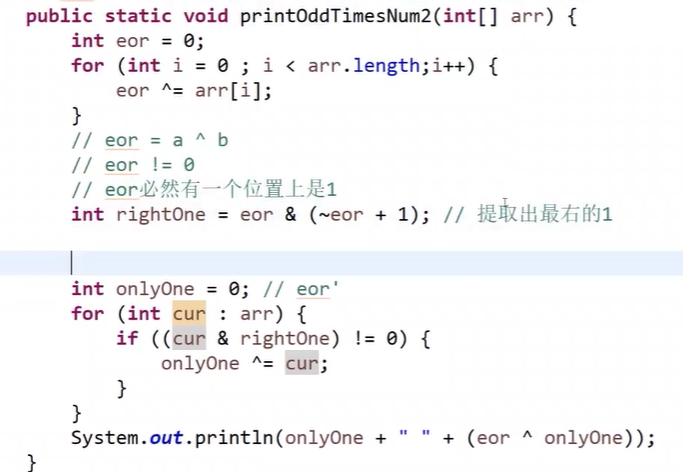 public static void printOddTimesNum2(int[] arr) {
int eor = 0;
for (int i = 0 ; i < arr.length;i++) {
eor ^= arr[i];
}
// eor = a ^ b
// eor != 0
// eor必然有一个位置上是1
int rightOne = eor & (~eor + 1); // 提取出最右的1
int onlyOne = 0; // eor'
for (int cur : arr) {
if ((cur & rightOne) != 0) {
onlyOne ^= cur;
}
}
System.out.println(onlyOne + " " + (eor ^ onlyOne));
}